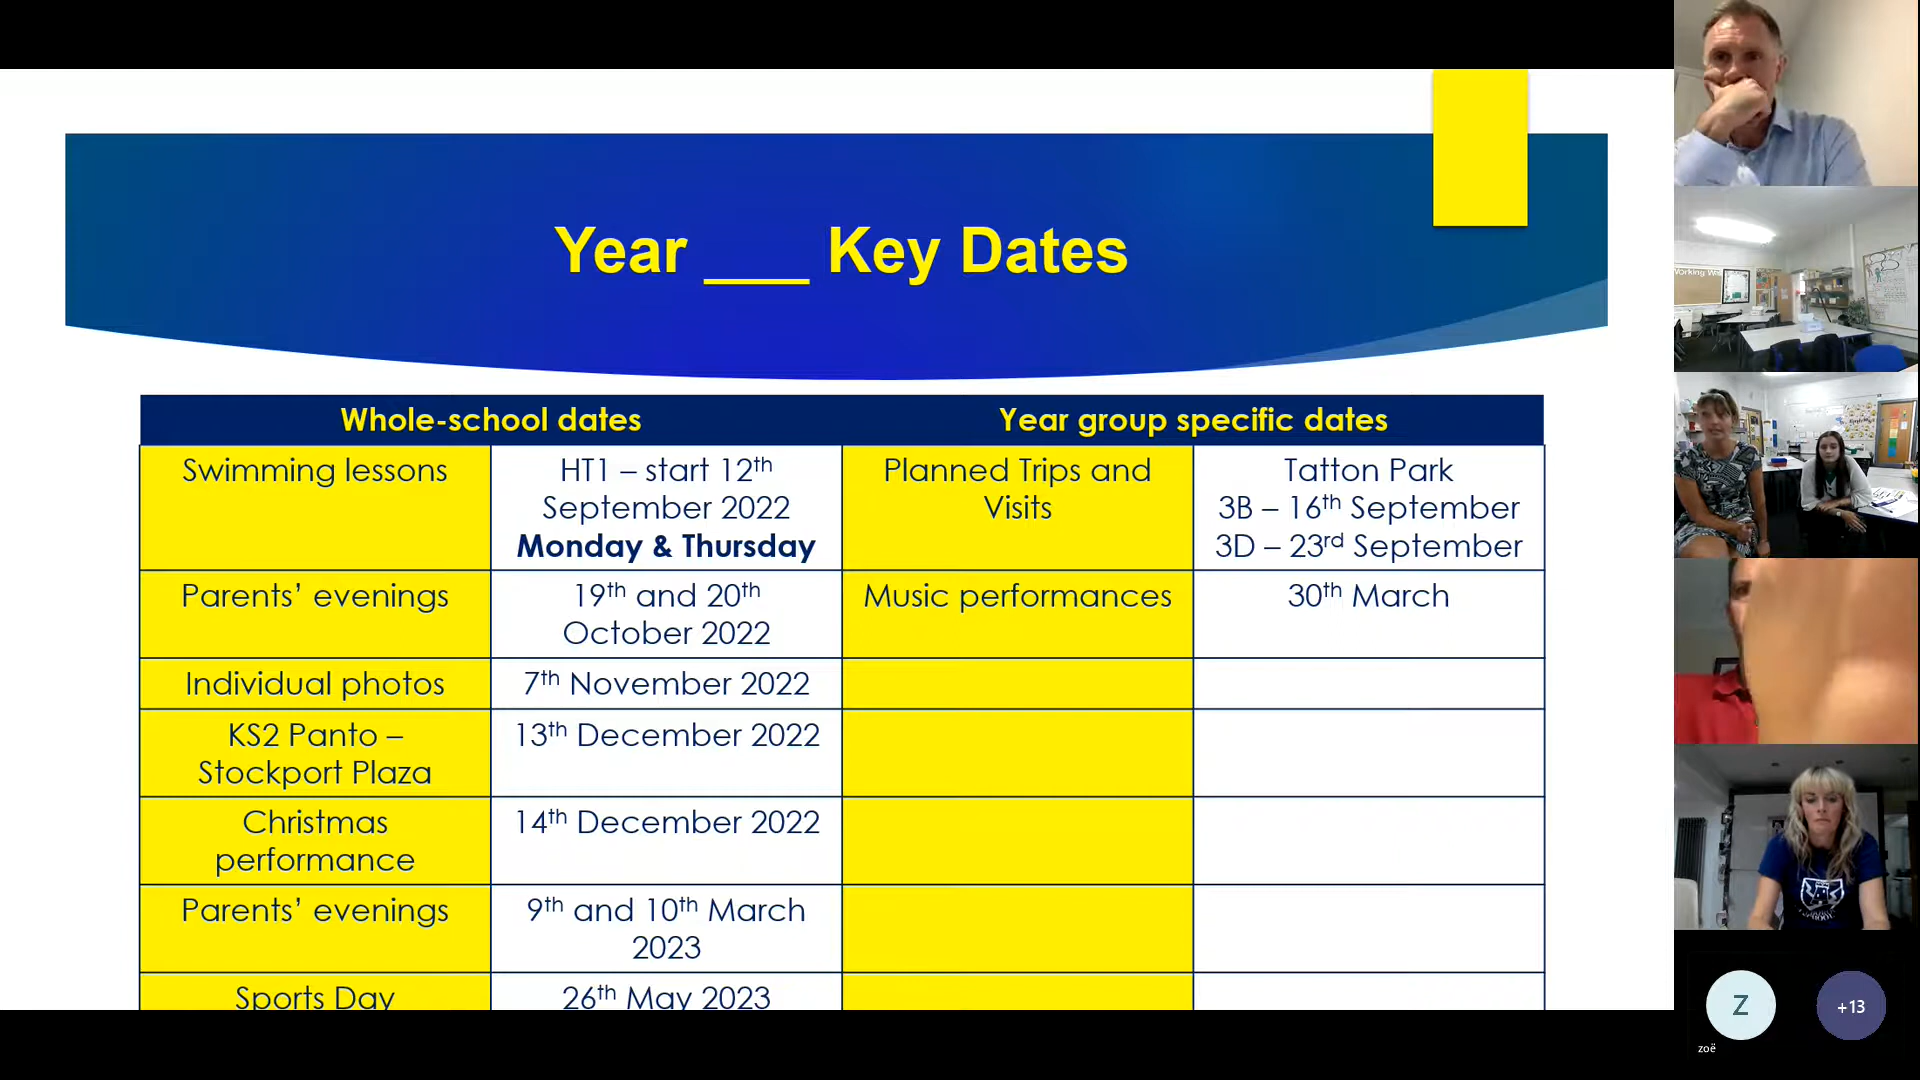 Year ___ Key Dates
Whole-school dates
Year group specific dates
Swimming lessons
HT1 – start 12th
September 2022
Monday & Thursday
Planned Trips and
Visits
Tatton Park
3B – 16th September
3D – 23rd September
Parents’ evenings
19th and 20th
October 2022
Music performances
30th March
Individual photos
7th November 2022
KS2 Panto –
Stockport Plaza
13th December 2022
Christmas
performance
14th December 2022
Parents’ evenings
9th and 10th March
2023
Sports Day
26th May 2023
Z
zoë
+13